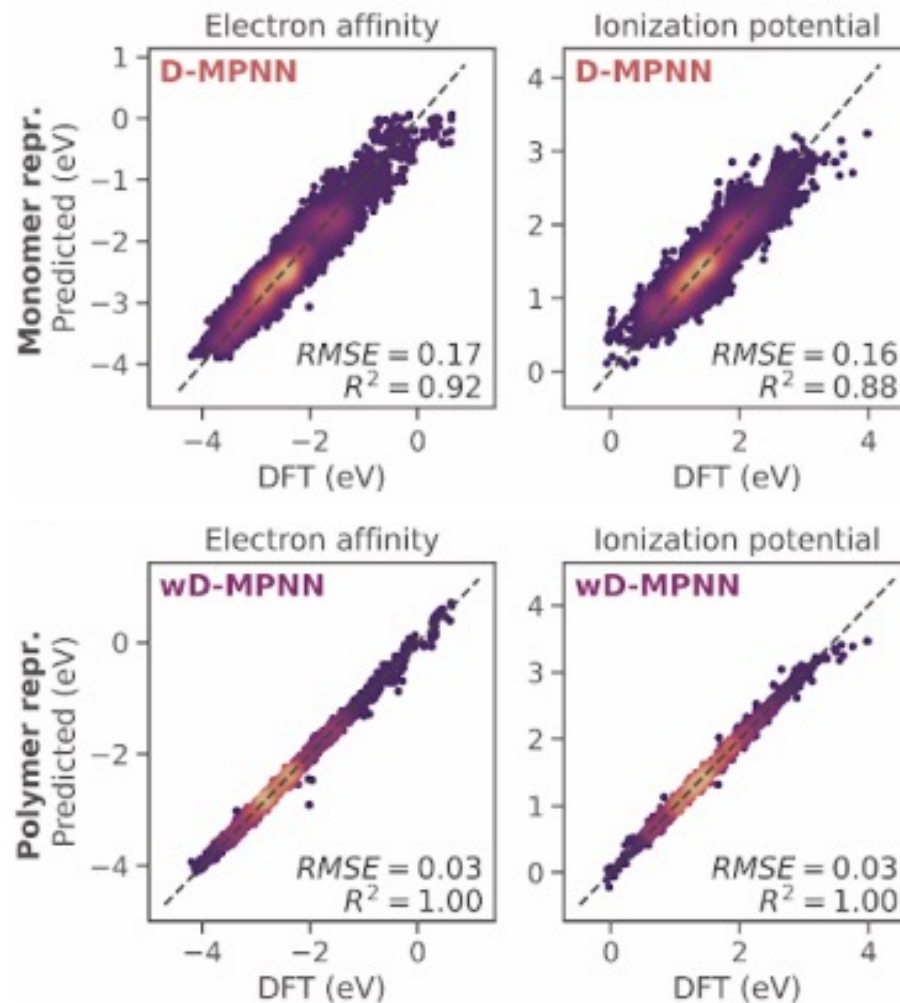 Electron affinity
Ionization potential
D-MPNN
D-MPNN
Monomer repr.
Predicted (eV)
1
0
−1
−2
−3
−4
4
3
2
1
0
RMSE = 0.17
R² = 0.92
RMSE = 0.16
R² = 0.88
−4 −2 0
0 2 4
DFT (eV)
DFT (eV)
Electron affinity
Ionization potential
wD-MPNN
wD-MPNN
Polymer repr.
Predicted (eV)
0
−2
−4
4
3
2
1
0
RMSE = 0.03
R² = 1.00
RMSE = 0.03
R² = 1.00
−4 −2 0
0 2 4
DFT (eV)
DFT (eV)